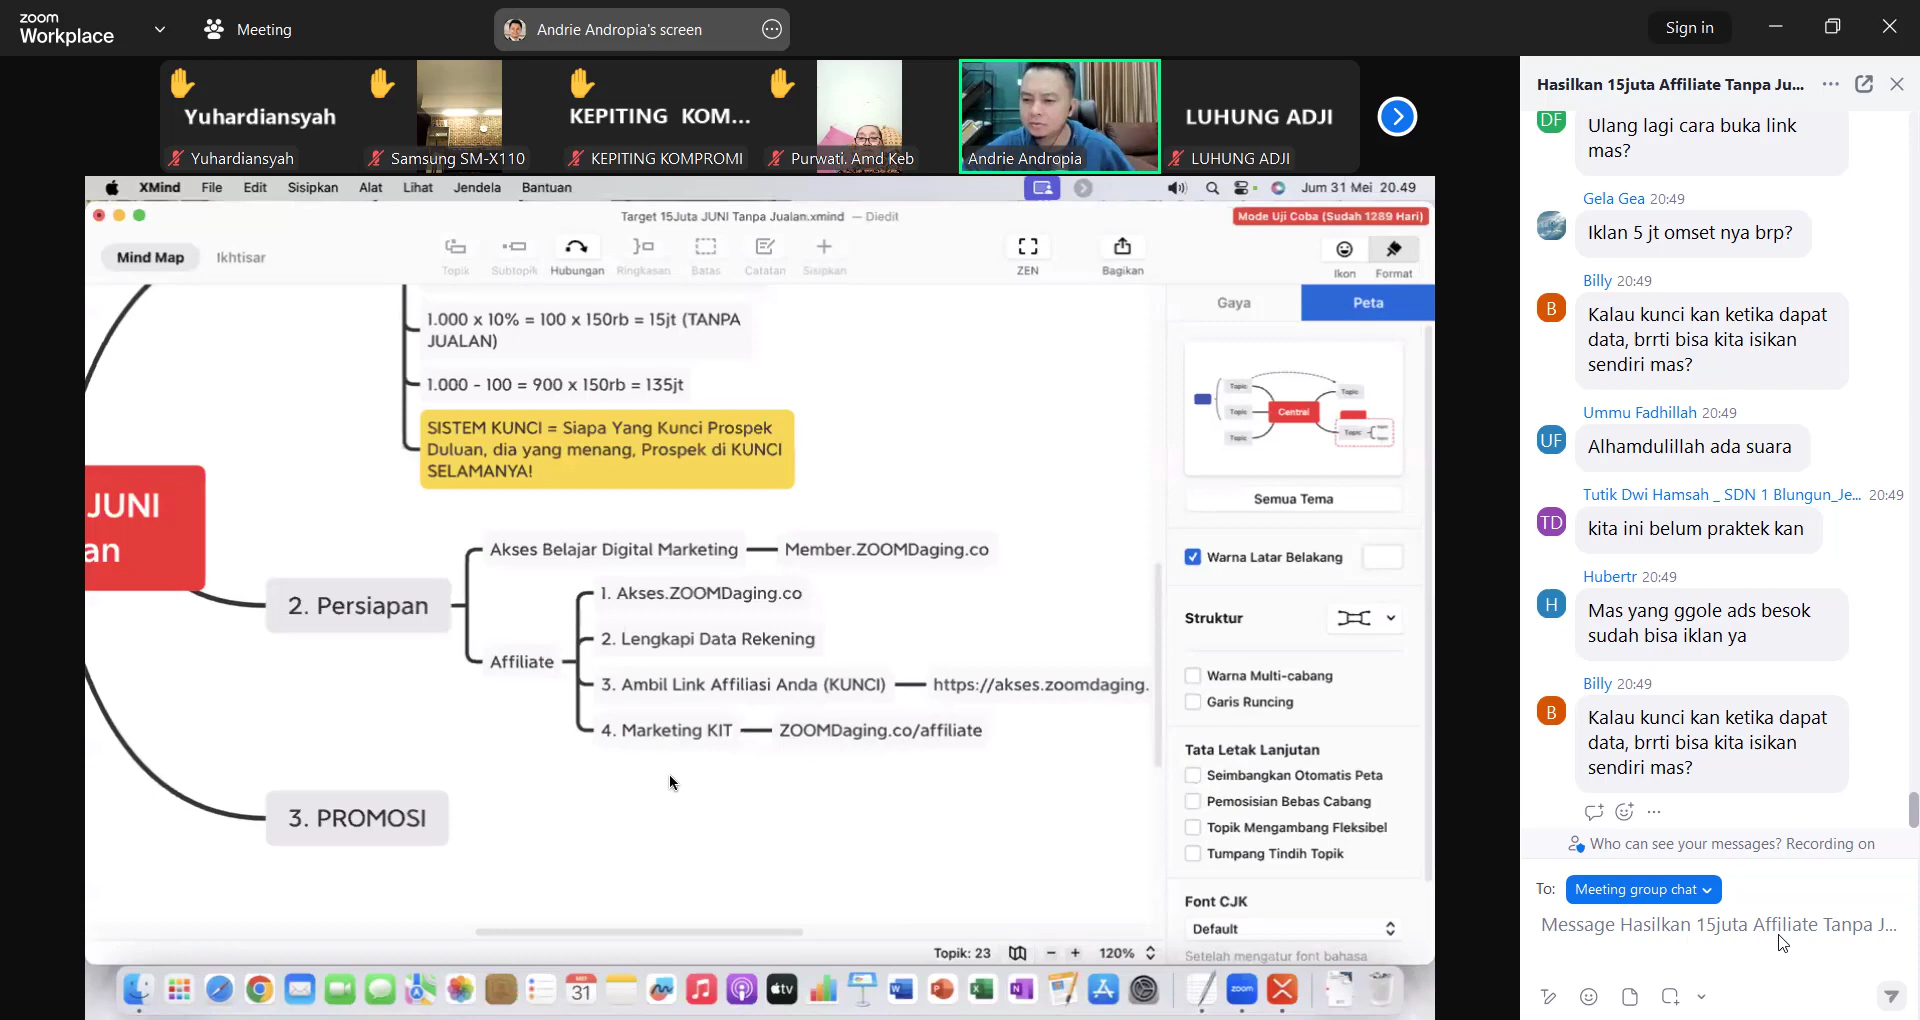 zoom
Workplace
Meeting
Andrie Andropia's screen
Sign in
Yuhardiansyah
Yuhardiansyah
Samsung SM-X110
KEPITING KOM...
KEPITING KOMPROMI
Purwati. Amd Keb
Andrie Andropia
LUHUNG ADJI
LUHUNG ADJI
XMind File Edit Sisipkan Alat Lihat Jendela Bantuan
Jum 31 Mei 20.49
Target 15Juta JUNI Tanpa Jualan.xmind — Diedit
Mode Uji Coba (Sudah 1289 Hari)
Mind Map
Ikhtisar
Topik
Subtopik
Hubungan
Ringkasan
Batas
Catatan
Sisipkan
ZEN
Bagikan
Ikon
Format
1.000 x 10% = 100 x 150rb = 15jt (TANPA
JUALAN)
1.000 - 100 = 900 x 150rb = 135jt
SISTEM KUNCI = Siapa Yang Kunci Prospek
Duluan, dia yang menang, Prospek di KUNCI
SELAMANYA!
JUNI
an
2. Persiapan
Akses Belajar Digital Marketing
Member.ZOOMDaging.co
Affiliate
1. Akses.ZOOMDaging.co
2. Lengkapi Data Rekening
3. Ambil Link Affiliasi Anda (KUNCI)
https://akses.zoomdaging.
4. Marketing KIT
ZOOMDaging.co/affiliate
3. PROMOSI
Gaya
Peta
Topic
Topic
Topic
Central
Topic
Topic
Semua Tema
Warna Latar Belakang
Struktur
Warna Multi-cabang
Garis Runcing
Tata Letak Lanjutan
Seimbangkan Otomatis Peta
Pemosisian Bebas Cabang
Topik Mengambang Fleksibel
Tumpang Tindih Topik
Font CJK
Default
Setelah mengatur font bahasa
Topik: 23
120%
31
tv
zoom
Hasilkan 15juta Affiliate Tanpa Ju...
DF
Ulang lagi cara buka link
mas?
Gela Gea 20:49
Iklan 5 jt omset nya brp?
Billy 20:49
B
Kalau kunci kan ketika dapat
data, brrti bisa kita isikan
sendiri mas?
Ummu Fadhillah 20:49
UF
Alhamdulillah ada suara
Tutik Dwi Hamsah _ SDN 1 Blungun_Je... 20:49
TD
kita ini belum praktek kan
Hubertr 20:49
H
Mas yang ggole ads besok
sudah bisa iklan ya
Billy 20:49
B
Kalau kunci kan ketika dapat
data, brrti bisa kita isikan
sendiri mas?
Who can see your messages? Recording on
To: Meeting group chat
Message Hasilkan 15juta Affiliate Tanpa J...